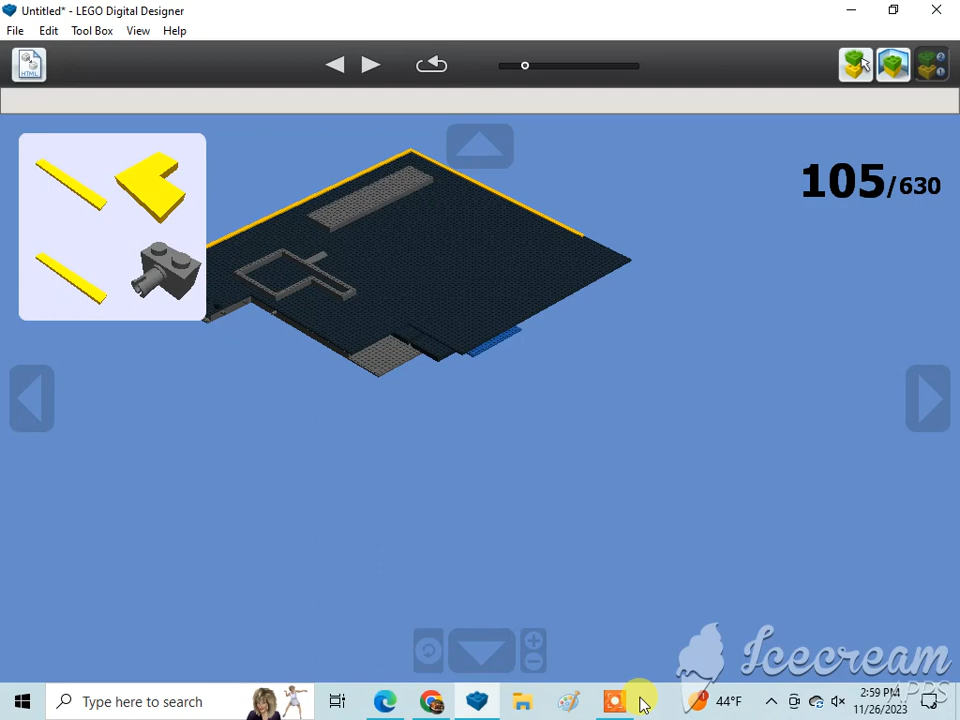 Untitled* - LEGO Digital Designer
File Edit Tool Box View Help
HTML
105/630
Icecream
APPS
Type here to search
44°F
2:59 PM
11/26/2023